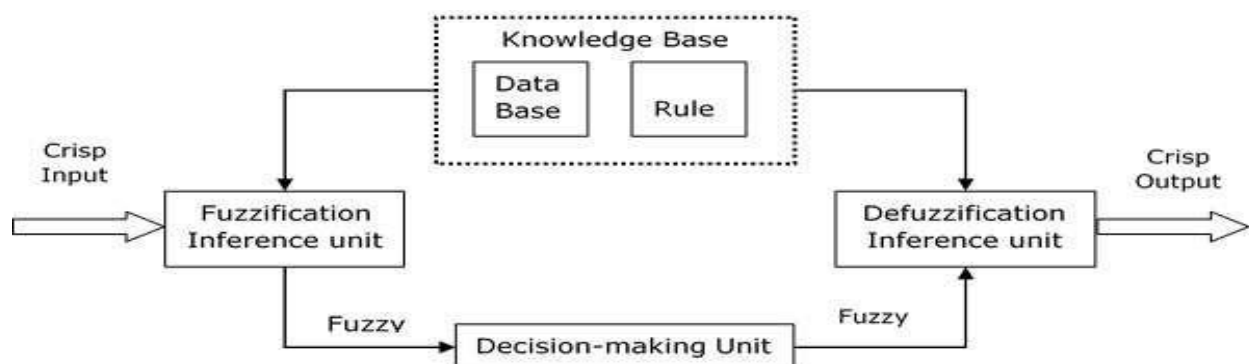 Knowledge Base
Data
Base
Rule
Crisp
Input
Crisp
Output
Fuzzification
Inference unit
Defuzzification
Inference unit
Fuzzy
Fuzzy
Decision-making Unit